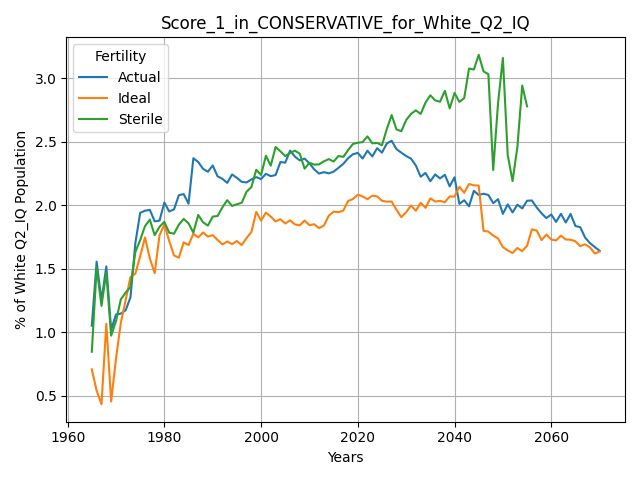 Score_1_in_CONSERVATIVE_for_White_Q2_IQ
Fertility
Actual
Ideal
Sterile
% of White Q2_IQ Population
3.0
2.5
2.0
1.5
1.0
0.5
1960
1980
2000
2020
2040
2060
Years